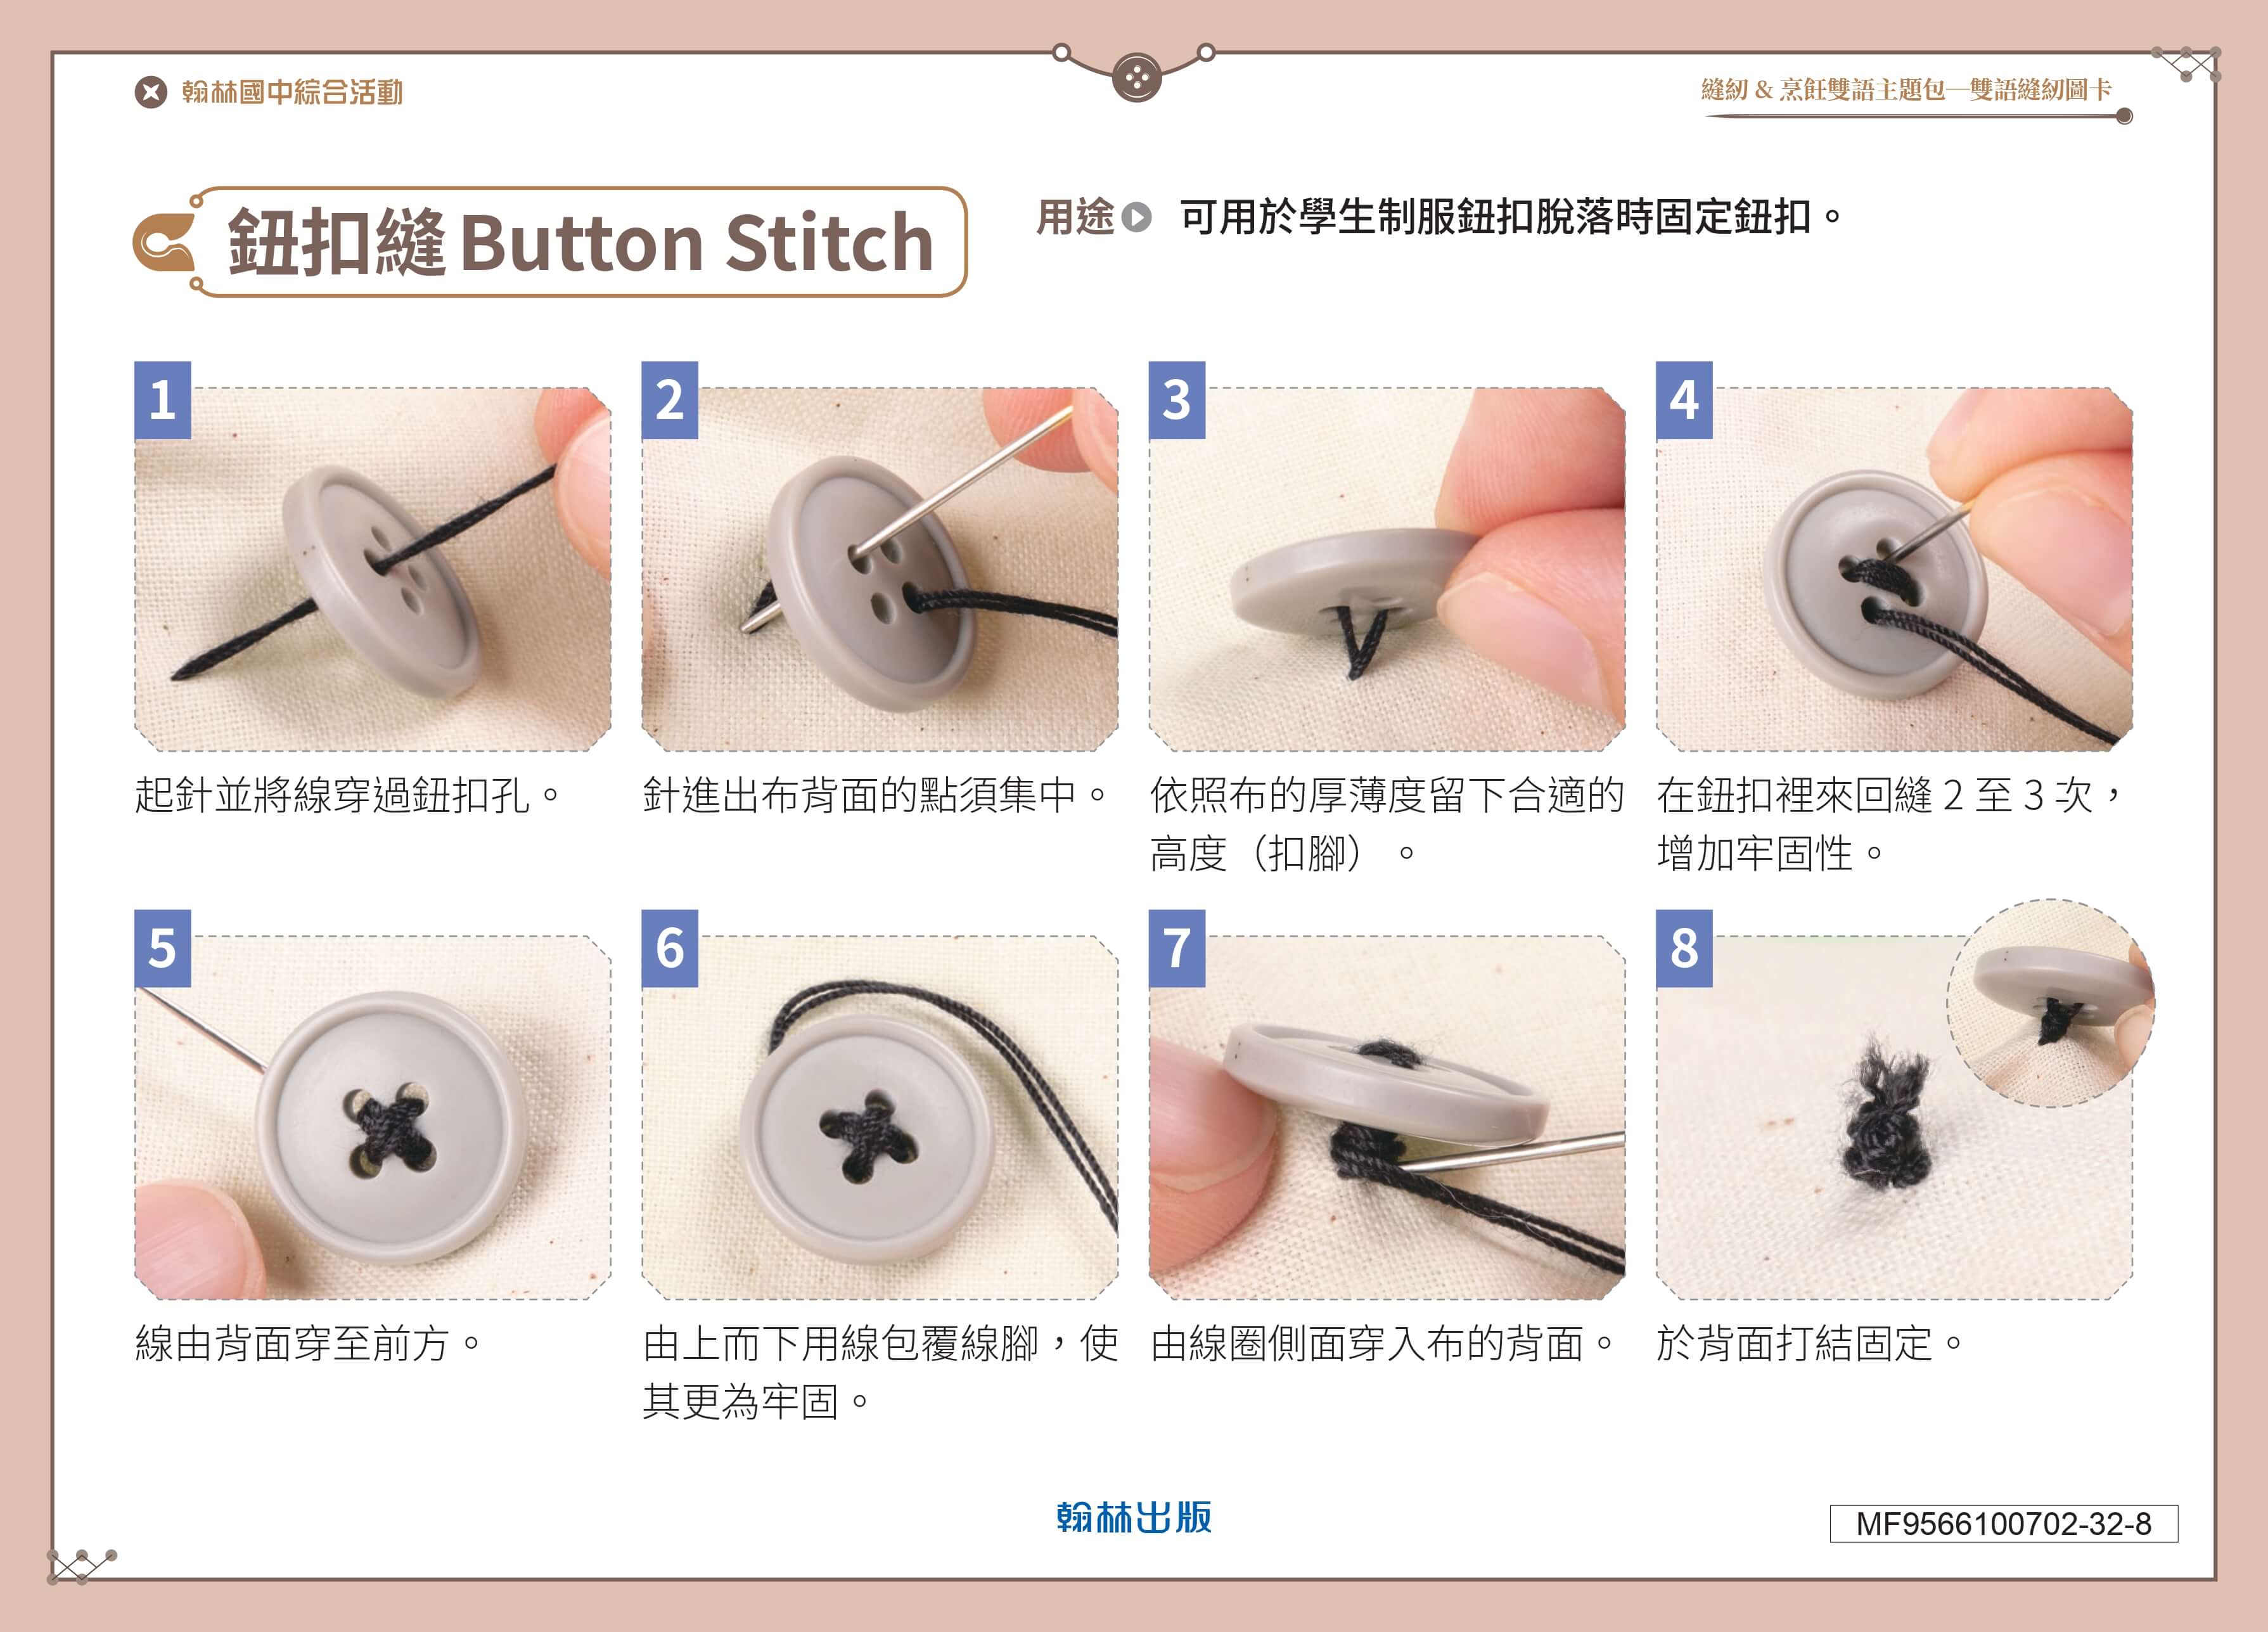 翰林國中綜合活動
縫紉 & 烹飪雙語主題包─雙語縫紉圖卡
鈕扣縫 Button Stitch
用途 可用於學生制服鈕扣脫落時固定鈕扣。
1
起針並將線穿過鈕扣孔。
2
針進出布背面的點須集中。
3
依照布的厚薄度留下合適的
高度（扣腳）。
4
在鈕扣裡來回縫 2 至 3 次，
增加牢固性。
5
線由背面穿至前方。
6
由上而下用線包覆線腳，使
其更為牢固。
7
由線圈側面穿入布的背面。
8
於背面打結固定。
翰林出版
MF9566100702-32-8